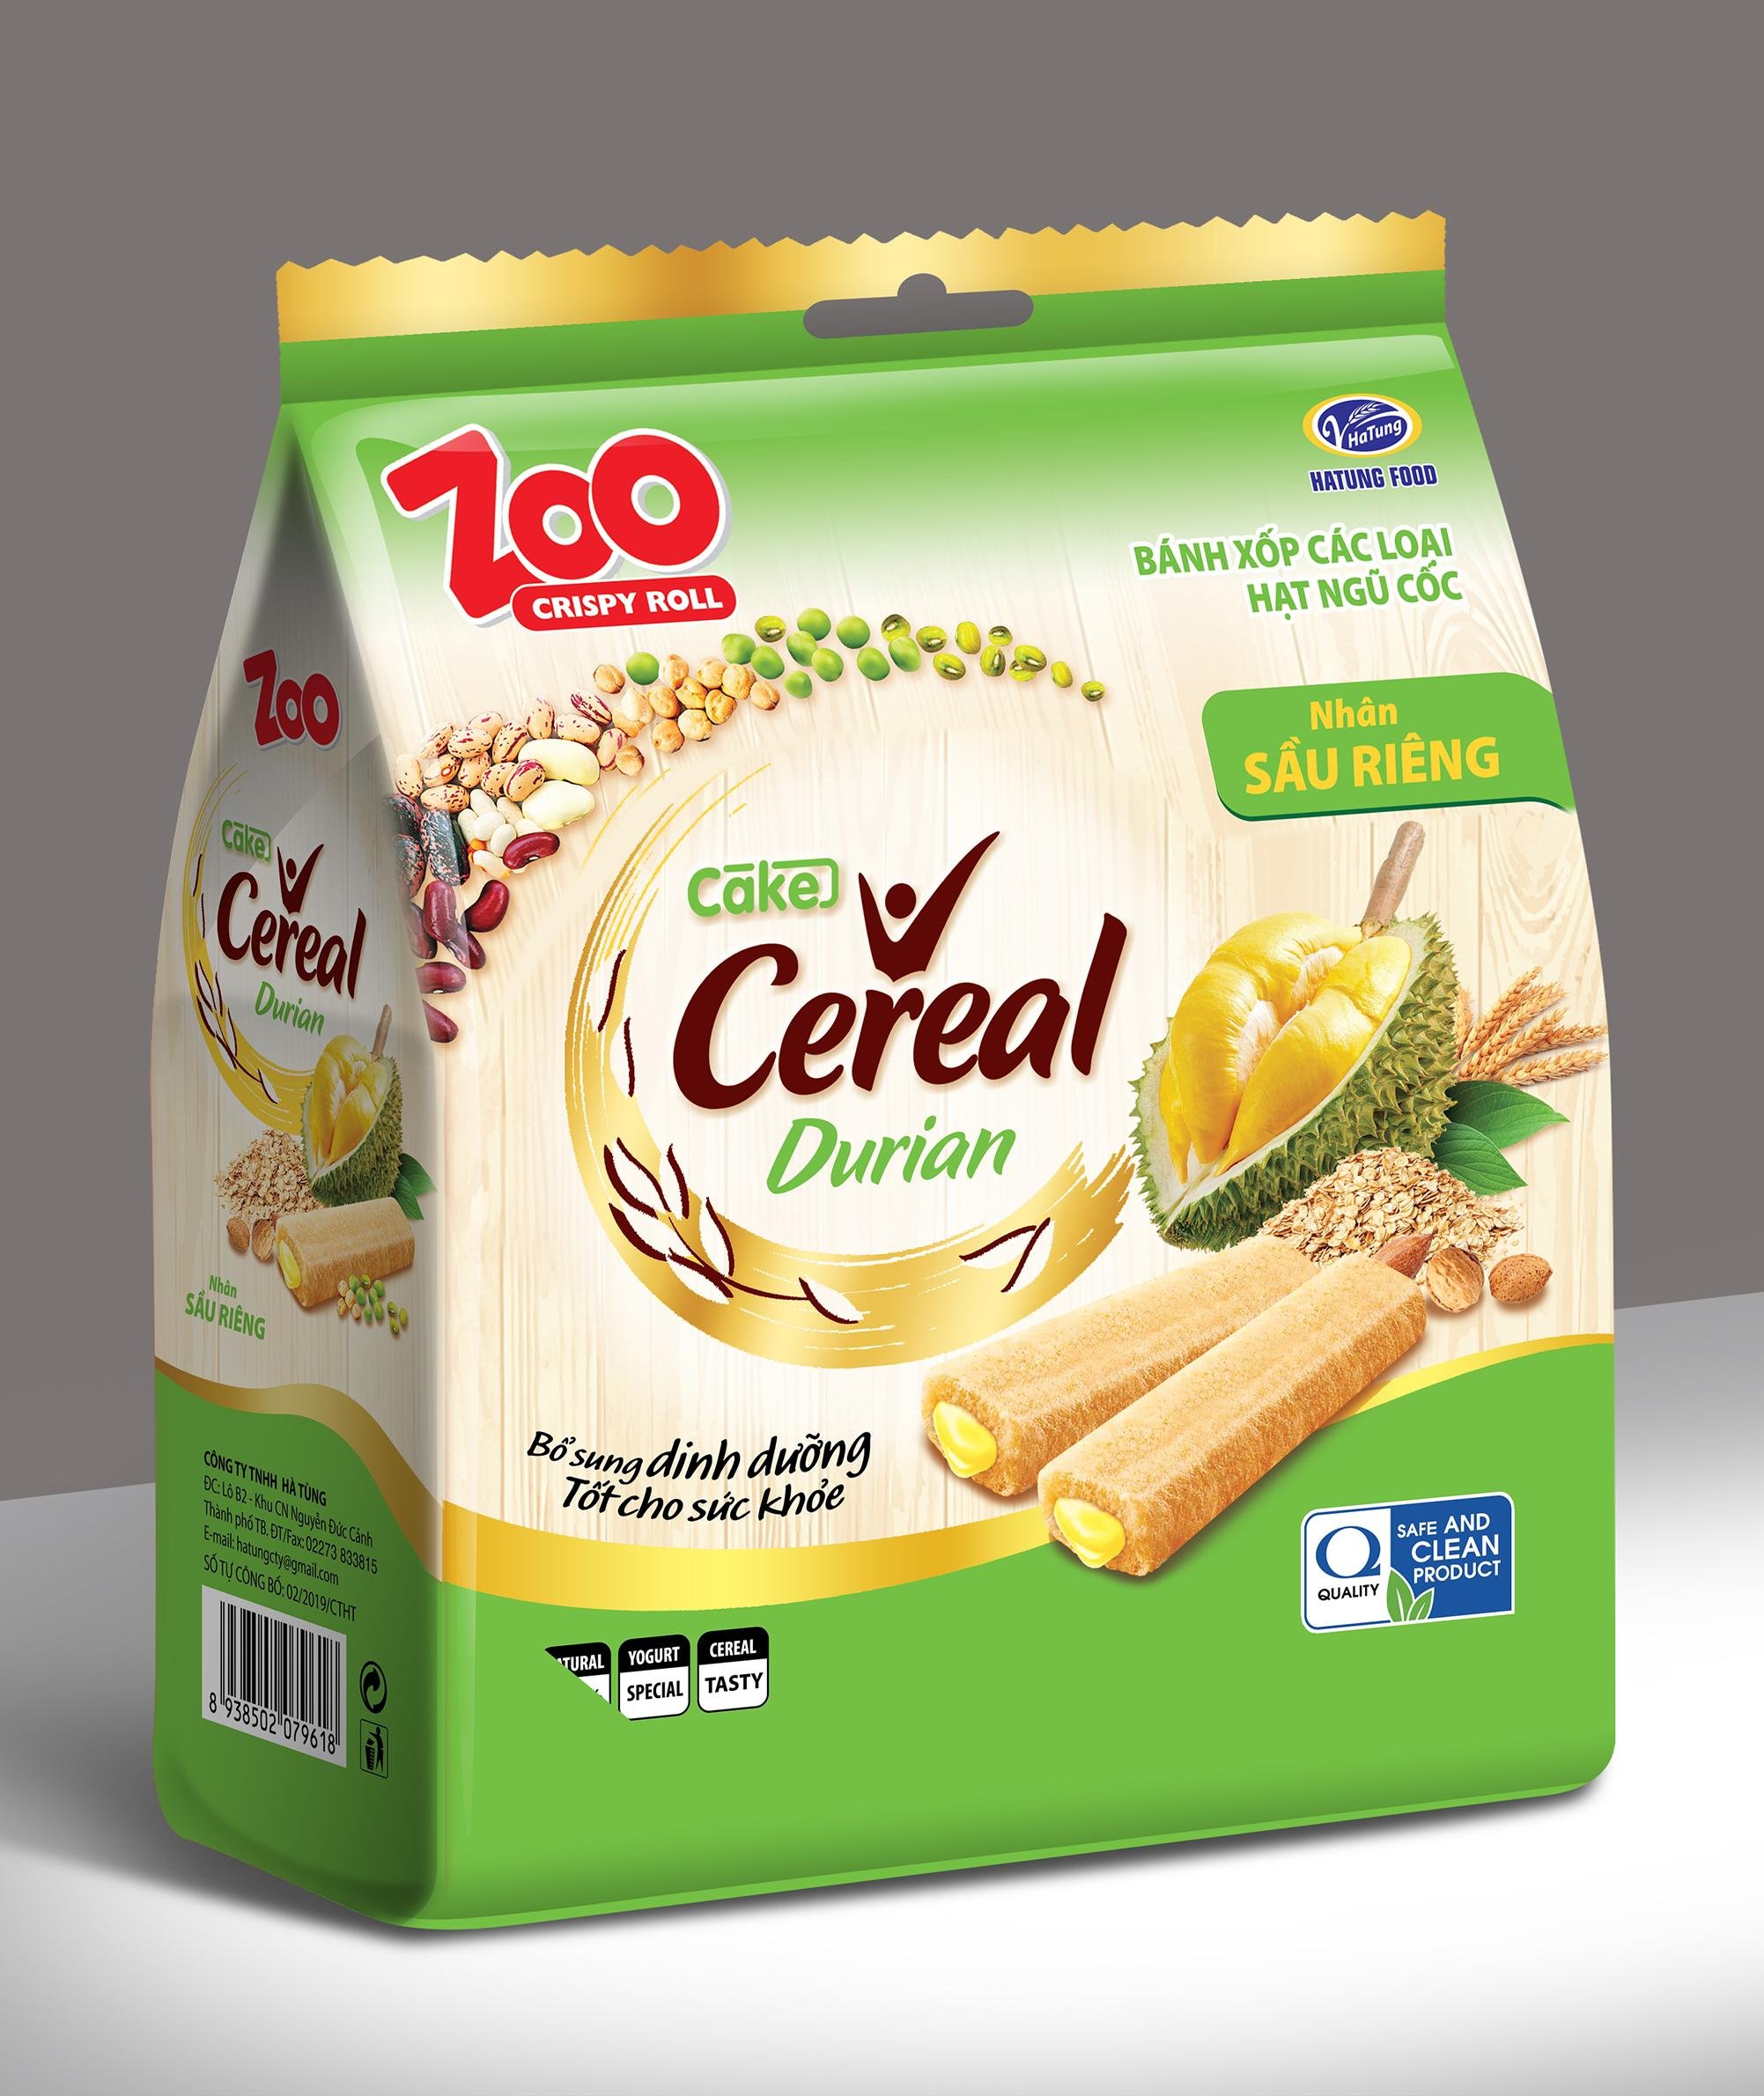 Zoo
CRISPY ROLL
HaTung
HATUNG FOOD
BÁNH XỐP CÁC LOẠI
HẠT NGŨ CỐC
Nhân
SẦU RIÊNG
Cake
Cereal
Durian
Bổ sung dinh dưỡng
Tốt cho sức khỏe
QUALITY
SAFE AND
CLEAN
PRODUCT
YOGURT
SPECIAL
CEREAL
TASTY
Zoo
Cake
Cereal
Durian
Nhân
SẦU RIÊNG
CÔNG TY TNHH HÀ TÙNG
ĐC: Lô B2 - Khu CN Nguyễn Đức Cảnh
Thành phố TB. ĐT/Fax: 02273 833815
E-mail: hatungcty@gmail.com
SỐ TỰ CÔNG BỐ: 02/2019/CTHT
8 938502 079618